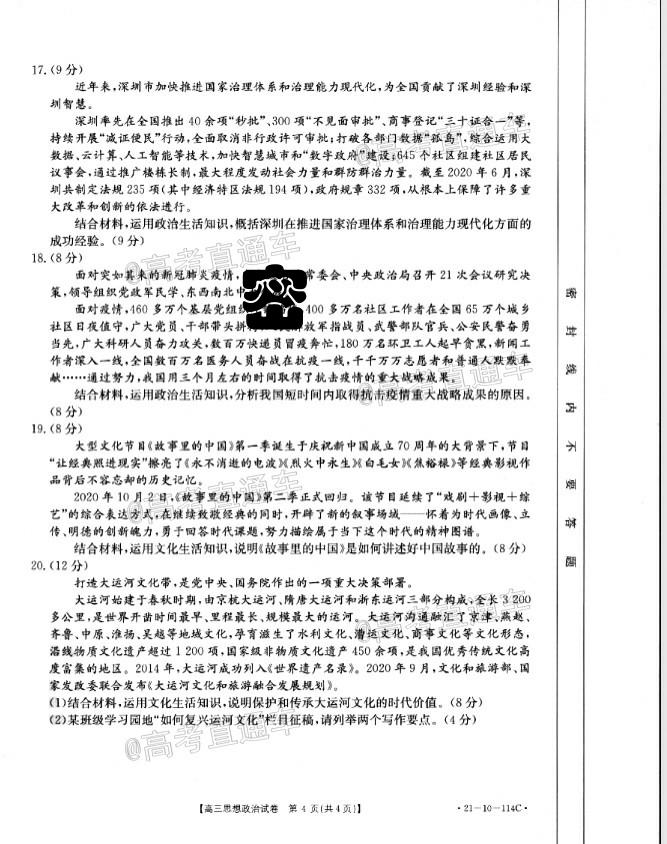 17.(9分)
近年来,深圳市加快推进国家治理体系和治理能力现代化,为全国贡献了深圳经验和深
圳智慧。
深圳率先在全国推出40余项“秒批”、300项“不见面审批”、商事登记“三十证合一”等,
持续开展“减证便民”行动,全面取消非行政许可审批;打破各部门数据“孤岛”,综合运用大
数据、云计算、人工智能等技术,加快智慧城市和“数字政府”建设;645个社区组建社区居民
议事会,通过推广楼栋长制,最大程度发动社会力量和群防群治力量。截至2020年6月,深
圳共制定法规235项(其中经济特区法规194项),政府规章332项,从根本上保障了许多重
大改革和创新的依法进行。
结合材料,运用政治生活知识,概括深圳在推进国家治理体系和治理能力现代化方面的
成功经验。(9分)
18.(8分)
面对突如其来的新冠肺炎疫情,常委会、中央政治局召开21次会议研究决
策,领导组织党政军民学、东西南北中
面对疫情,460多万个基层党组织400多万名社区工作者在全国65万个城乡
社区日夜值守,广大党员、干部带头拼放军指战员、武警部队官兵、公安民警奋勇
当先,广大科研人员奋力攻关,数百万快递员冒疫奔忙,180万名环卫工人起早贪黑,新闻工
作者深入一线,全国数百万名医务人员奋战在抗疫一线,千千万万志愿者和普通人默默奉
献……通过努力,我国用三个月左右的时间取得了抗击疫情的重大战略成果。
结合材料,运用政治生活知识,分析我国短时间内取得抗击疫情重大战略成果的原因。
(8分)
19.(8分)
大型文化节目《故事里的中国》第一季诞生于庆祝新中国成立70周年的大背景下,节目
“让经典照进现实”擦亮了《永不消逝的电波》《烈火中永生》《白毛女》《焦裕禄》等经典影视作
品背后不容忘却的历史记忆。
2020年10月2日,《故事里的中国》第二季正式回归。该节目延续了“戏剧+影视+综
艺”的综合表达方式,在继续致敬经典的同时,开辟了新的叙事场域——怀着为时代画像、立
传、明德的创新魄力,勇于回答时代课题,努力描绘属于当下这个时代的精神图谱。
结合材料,运用文化生活知识,说明《故事里的中国》是如何讲述好中国故事的。(8分)
20.(12分)
打造大运河文化带,是党中央、国务院作出的一项重大决策部署。
大运河始建于春秋时期,由京杭大运河、隋唐大运河和浙东运河三部分构成,全长3 200
多公里,是世界开凿时间最早、里程最长、规模最大的运河。大运河沟通融汇了京津、燕赵、
齐鲁、中原、淮扬、吴越等地域文化,孕育滋生了水利文化、漕运文化、商事文化等文化形态,
沿线物质文化遗产超过1 200项,国家级非物质文化遗产450余项,是我国优秀传统文化高
度富集的地区。2014年,大运河成功列入《世界遗产名录》。2020年9月,文化和旅游部、国
家发改委联合发布《大运河文化和旅游融合发展规划》。
(1)结合材料,运用文化生活知识,说明保护和传承大运河文化的时代价值。(8分)
(2)某班级学习园地“如何复兴运河文化”栏目征稿,请列举两个写作要点。(4分)
【高三思想政治试卷 第4页(共4页)】
·21-10-114C·
密封线内不要答题
@高考直通车
@高考直通车
@高考直通车
@高考直通车
@高考直通车